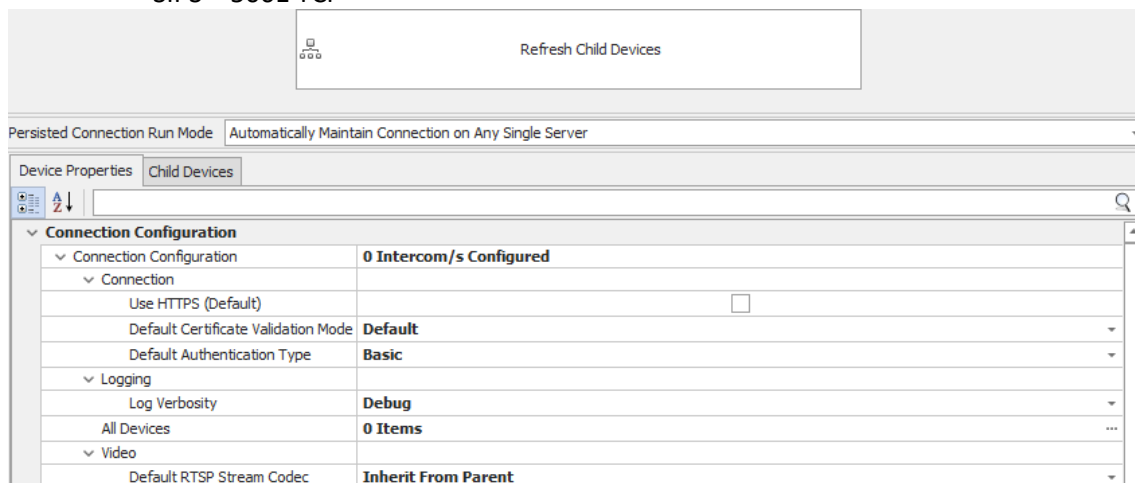 Refresh Child Devices
Persisted Connection Run Mode Automatically Maintain Connection on Any Single Server
Device Properties Child Devices
Connection Configuration
Connection Configuration 0 Intercom/s Configured
Connection
Use HTTPS (Default)
Default Certificate Validation Mode Default
Default Authentication Type Basic
Logging
Log Verbosity Debug
All Devices 0 Items ...
Video
Default RTSP Stream Codec Inherit From Parent